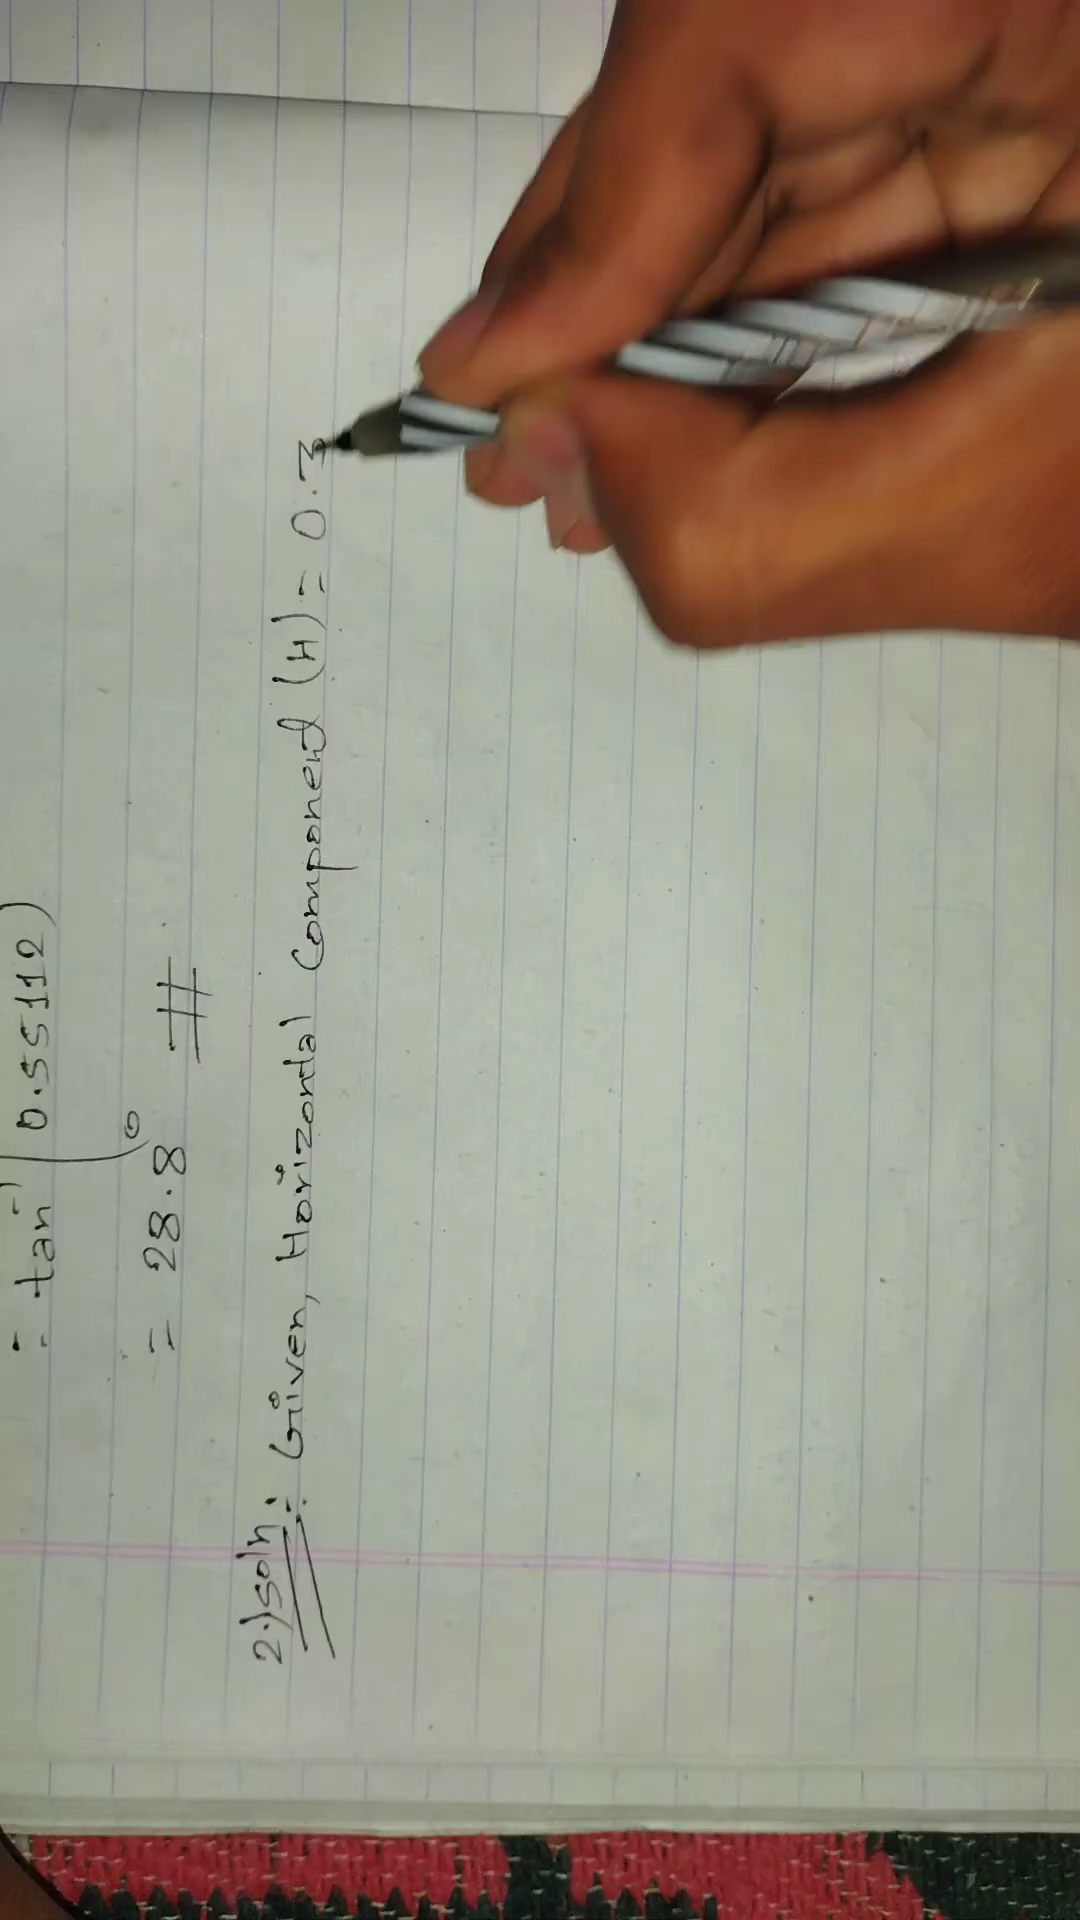 = tan⁻¹(0.55112)
= 28.8° #
2.) Soln: Given, Horizontal Component (H) = 0.3